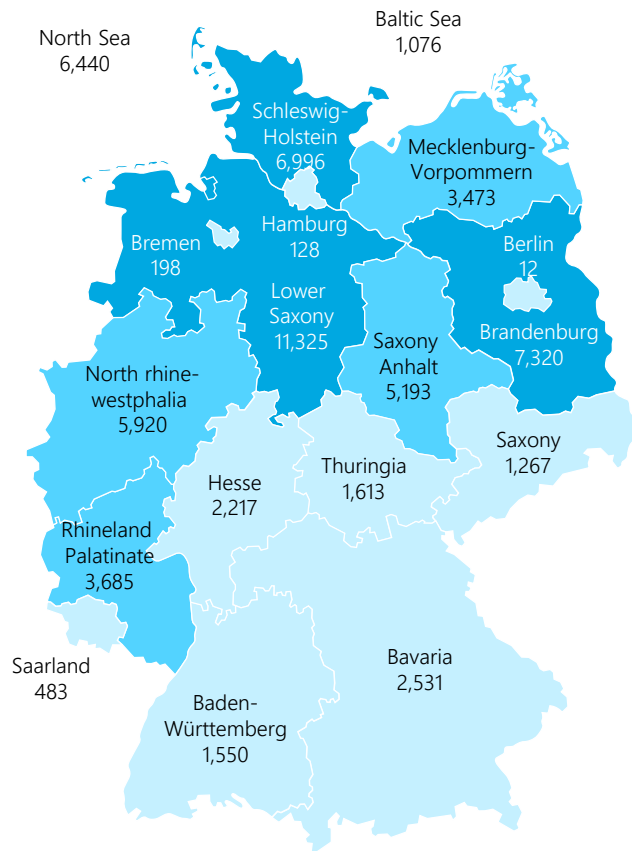 North Sea
6,440
Baltic Sea
1,076
Schleswig-
Holstein
6,996
Mecklenburg-
Vorpommern
3,473
Hamburg
128
Bremen
198
Berlin
12
Lower
Saxony
11,325
Brandenburg
7,320
Saxony
Anhalt
5,193
North rhine-
westphalia
5,920
Saxony
1,267
Thuringia
1,613
Hesse
2,217
Rhineland
Palatinate
3,685
Saarland
483
Bavaria
2,531
Baden-
Württemberg
1,550